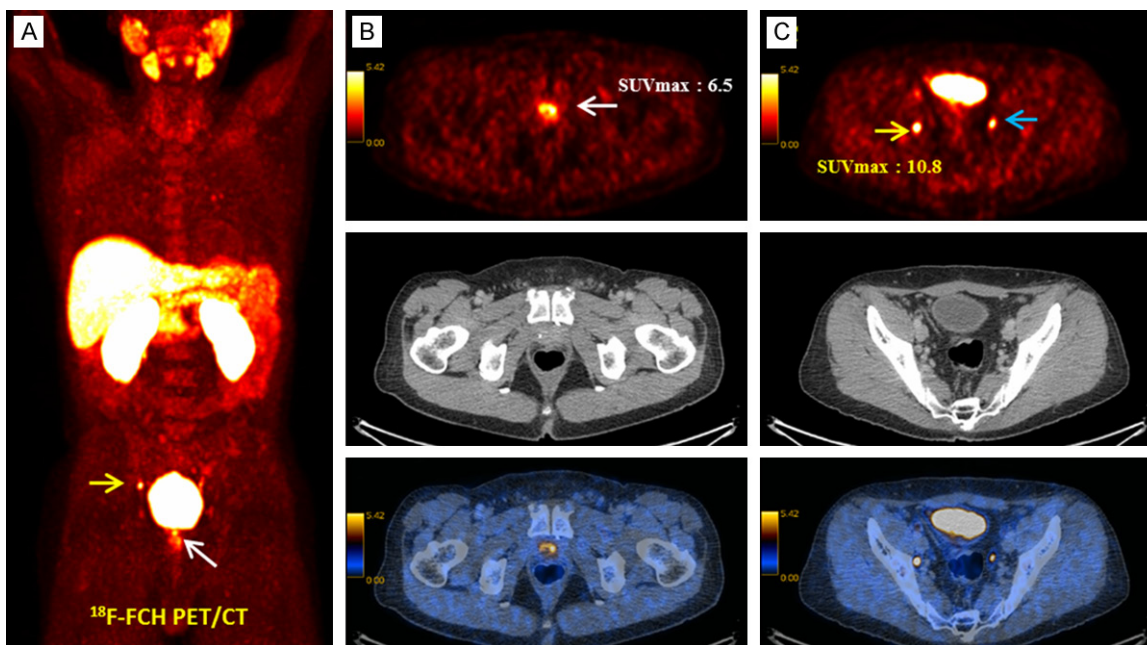 A
B
C
5.42
0.00
SUVmax : 6.5
5.42
0.00
SUVmax : 10.8
5.42
0.00
5.42
0.00
¹⁸F-FCH PET/CT